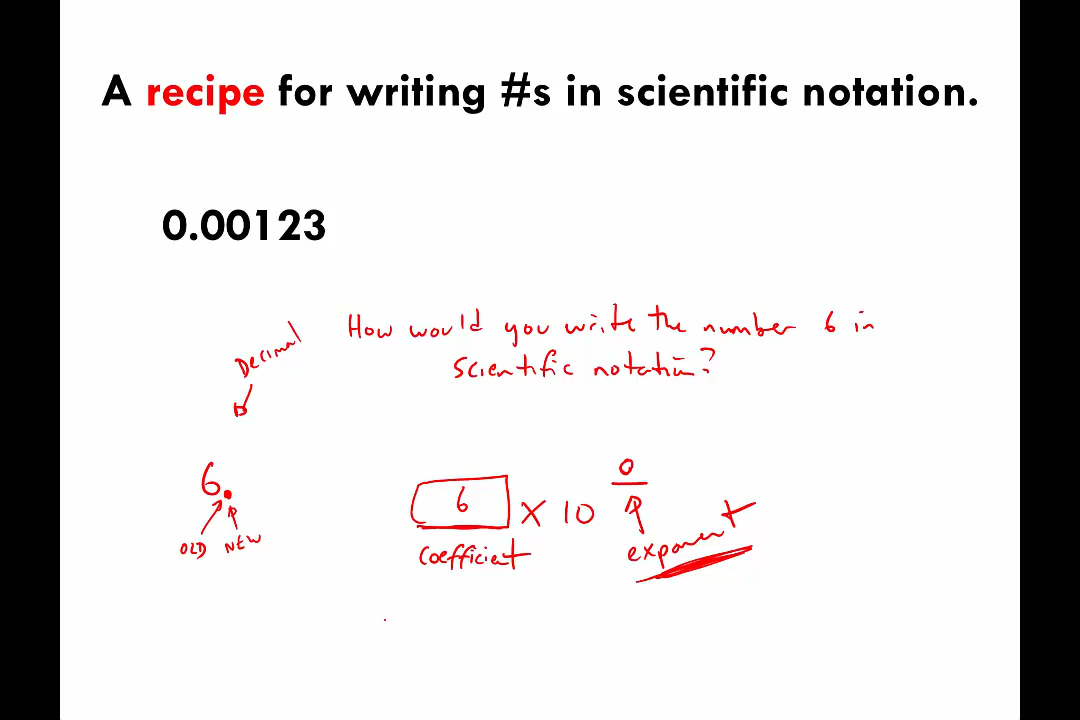 A recipe for writing #s in scientific notation.
0.00123
How would you write the number 6 in
scientific notation?
Decimal
6.
OLD NEW
6 X 10 0
coefficient
exponent